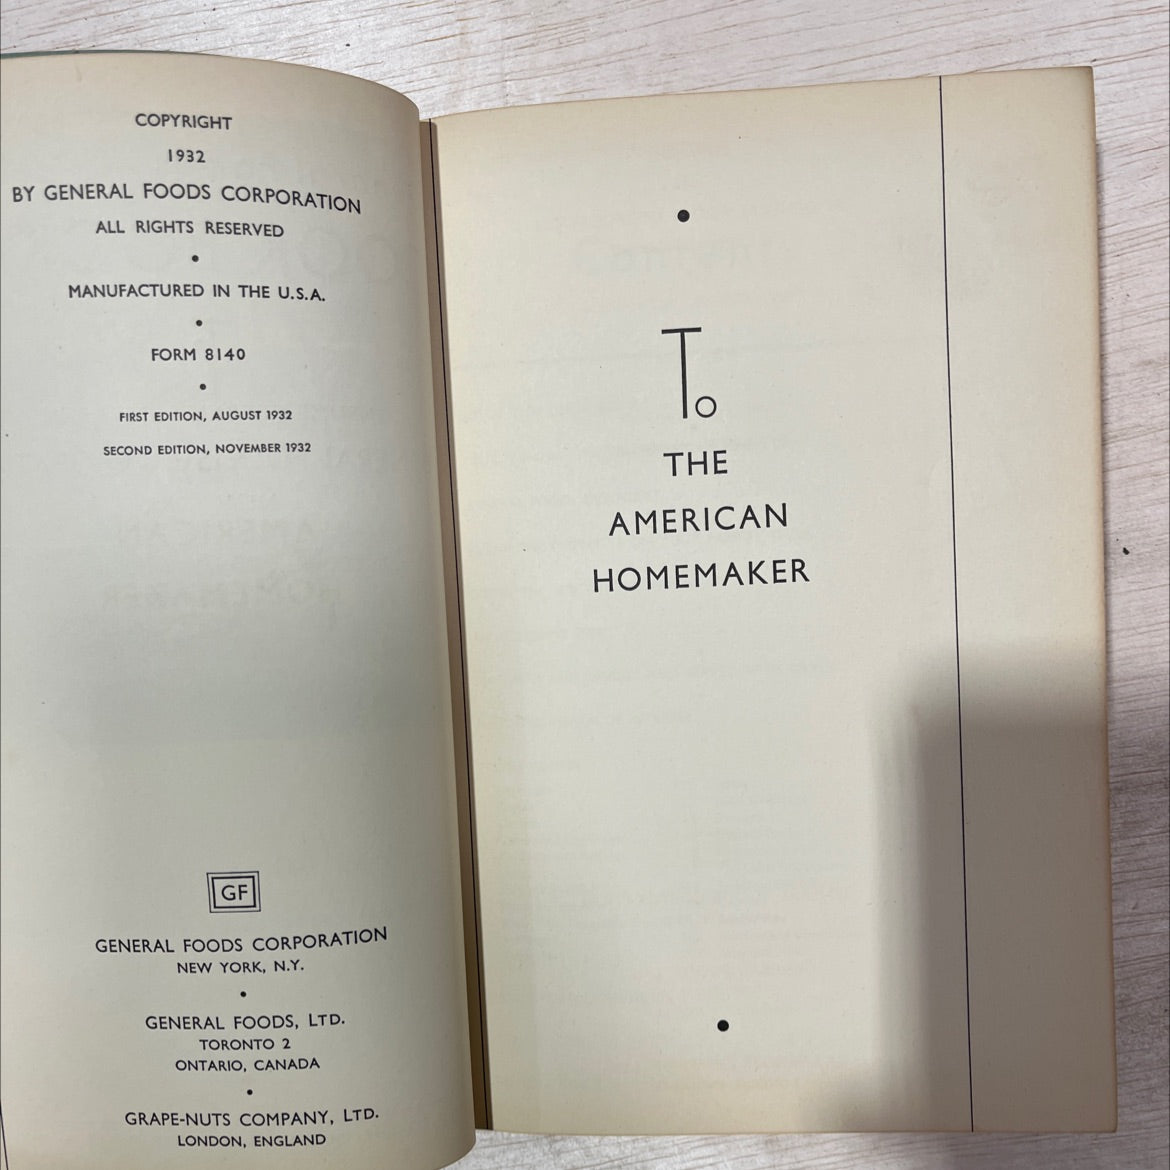 COPYRIGHT
1932
BY GENERAL FOODS CORPORATION
ALL RIGHTS RESERVED
•
MANUFACTURED IN THE U.S.A.
•
FORM 8140
•
FIRST EDITION, AUGUST 1932
SECOND EDITION, NOVEMBER 1932
GF
GENERAL FOODS CORPORATION
NEW YORK, N.Y.
•
GENERAL FOODS, LTD.
TORONTO 2
ONTARIO, CANADA
•
GRAPE-NUTS COMPANY, LTD.
LONDON, ENGLAND
•
To
THE
AMERICAN
HOMEMAKER
•